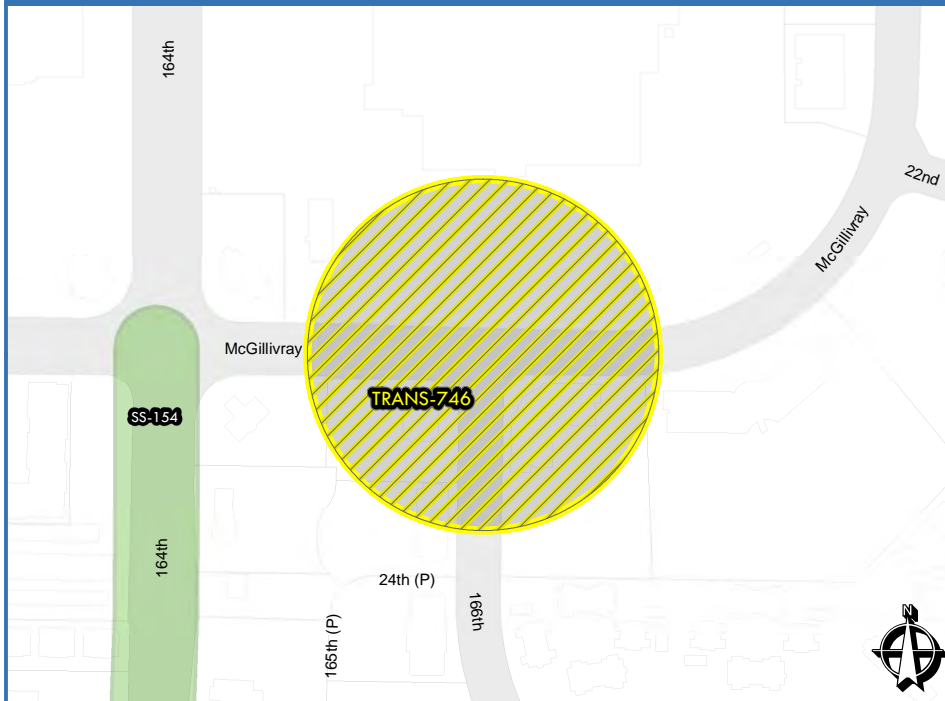 164th
22nd
McGillivray
McGillivray
TRANS-746
SS-154
164th
24th (P)
166th
165th (P)
N